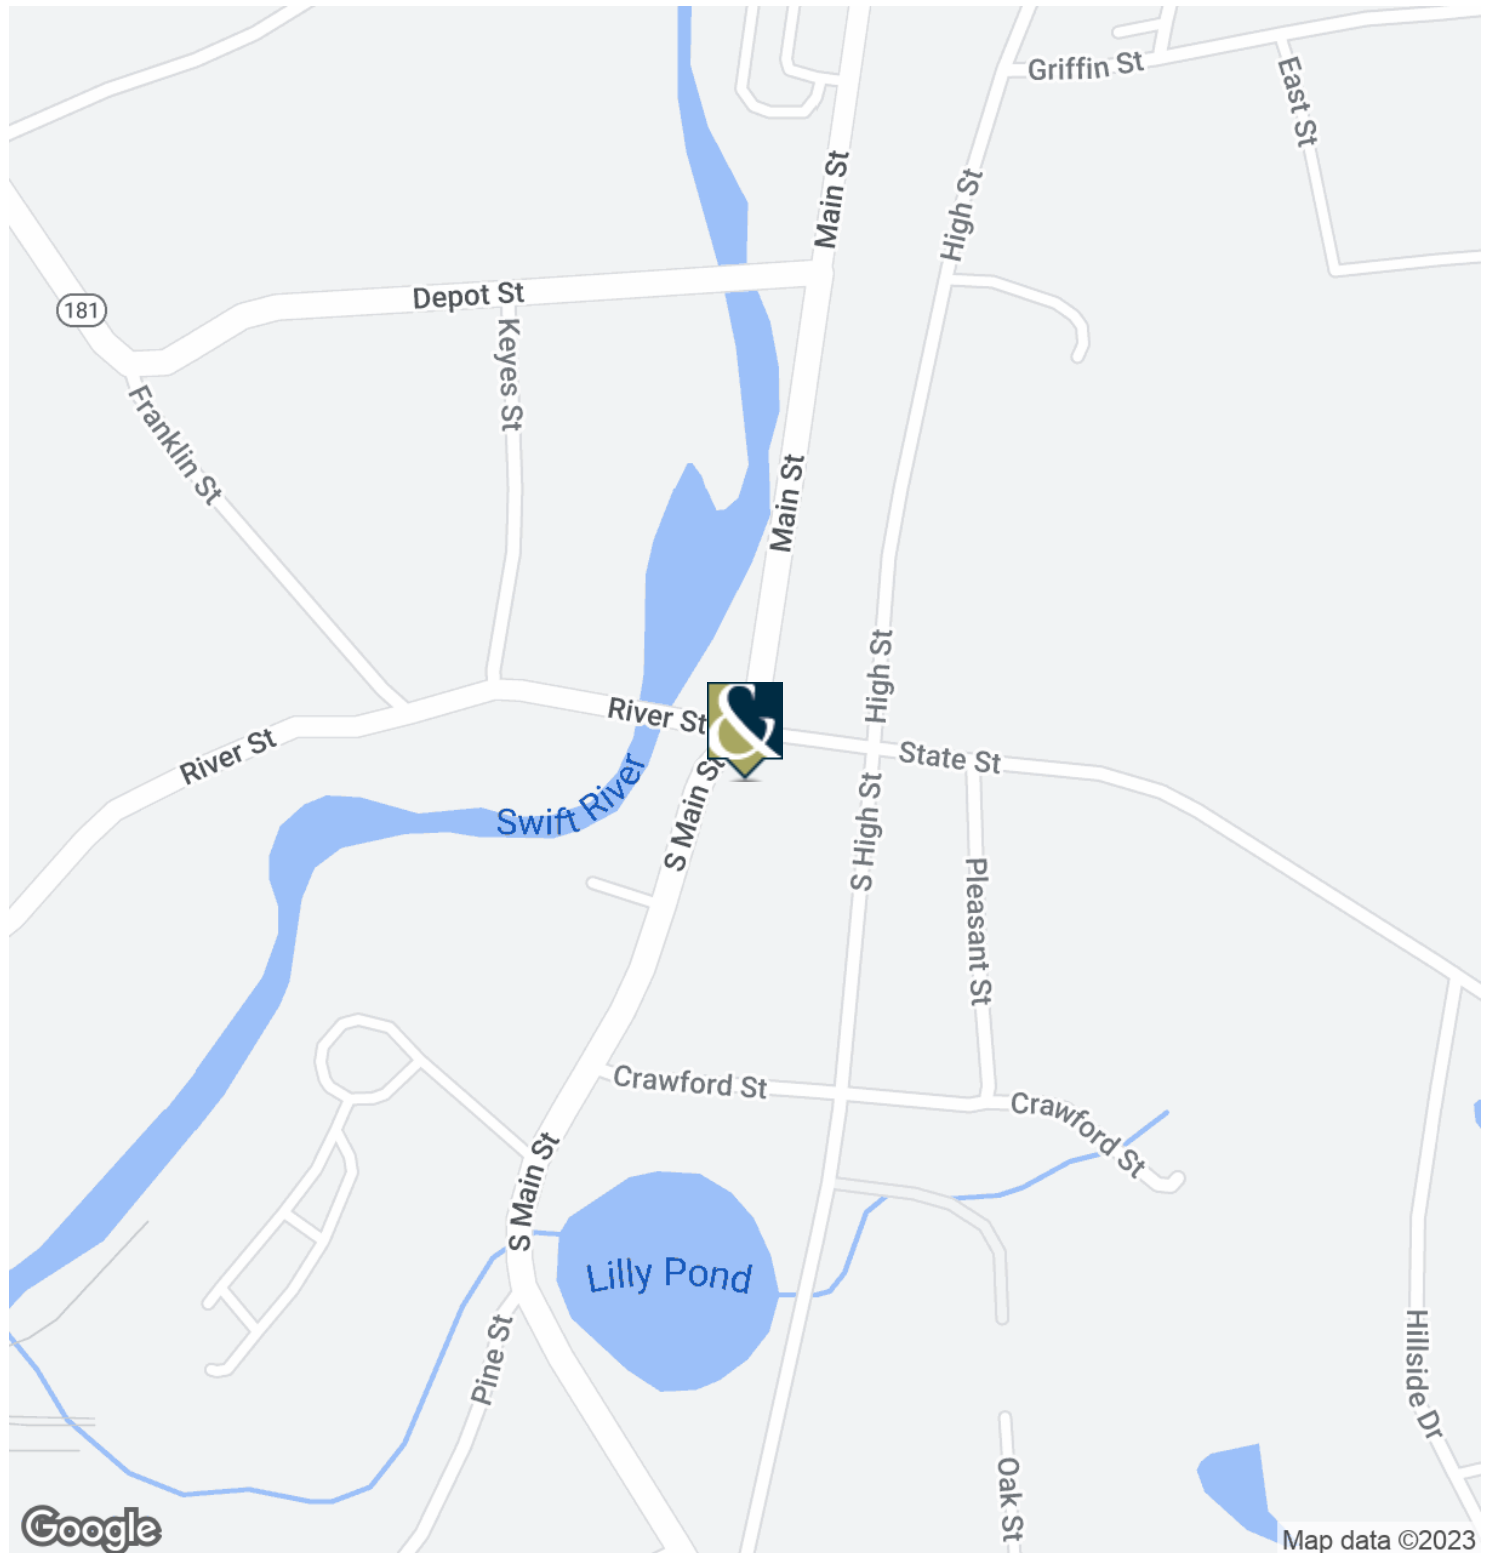 Griffin St
East St
Main St
High St
181
Depot St
Keyes St
Franklin St
Main St
High St
River St
&
State St
River St
Swift River
S Main St
S High St
Pleasant St
Crawford St
Crawford St
S Main St
Lilly Pond
Pine St
Hillside Dr
Oak St
Google
Map data ©2023